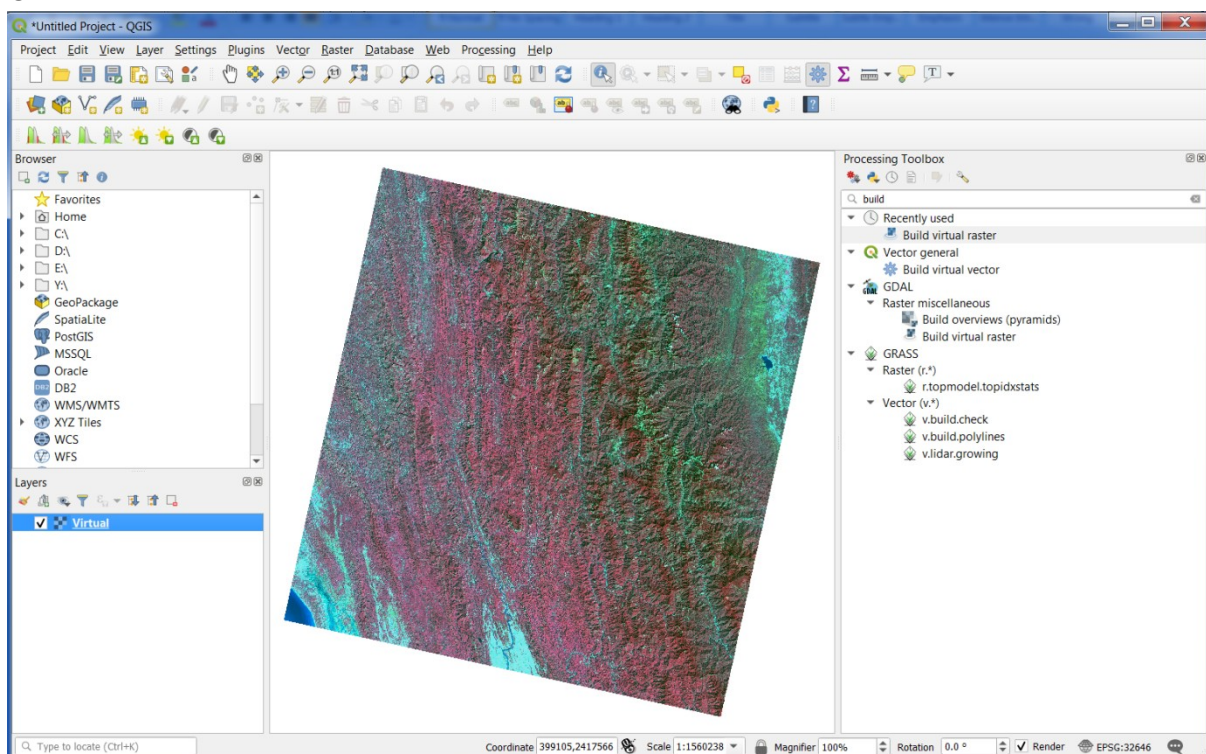 *Untitled Project - QGIS
Project Edit View Layer Settings Plugins Vector Raster Database Web Processing Help
Browser
Favorites
Home
C:\
D:\
E:\
Y:\
GeoPackage
SpatiaLite
PostGIS
MSSQL
Oracle
DB2 DB2
WMS/WMTS
XYZ Tiles
WCS
WFS
Layers
Virtual
Processing Toolbox
build
Recently used
Build virtual raster
Vector general
Build virtual vector
GDAL
Raster miscellaneous
Build overviews (pyramids)
Build virtual raster
GRASS
Raster (r.*)
r.topmodel.topidxstats
Vector (v.*)
v.build.check
v.build.polylines
v.lidar.growing
Type to locate (Ctrl+K) Coordinate 399105,2417566 Scale 1:1560238 Magnifier 100% Rotation 0.0 ° Render EPSG:32646